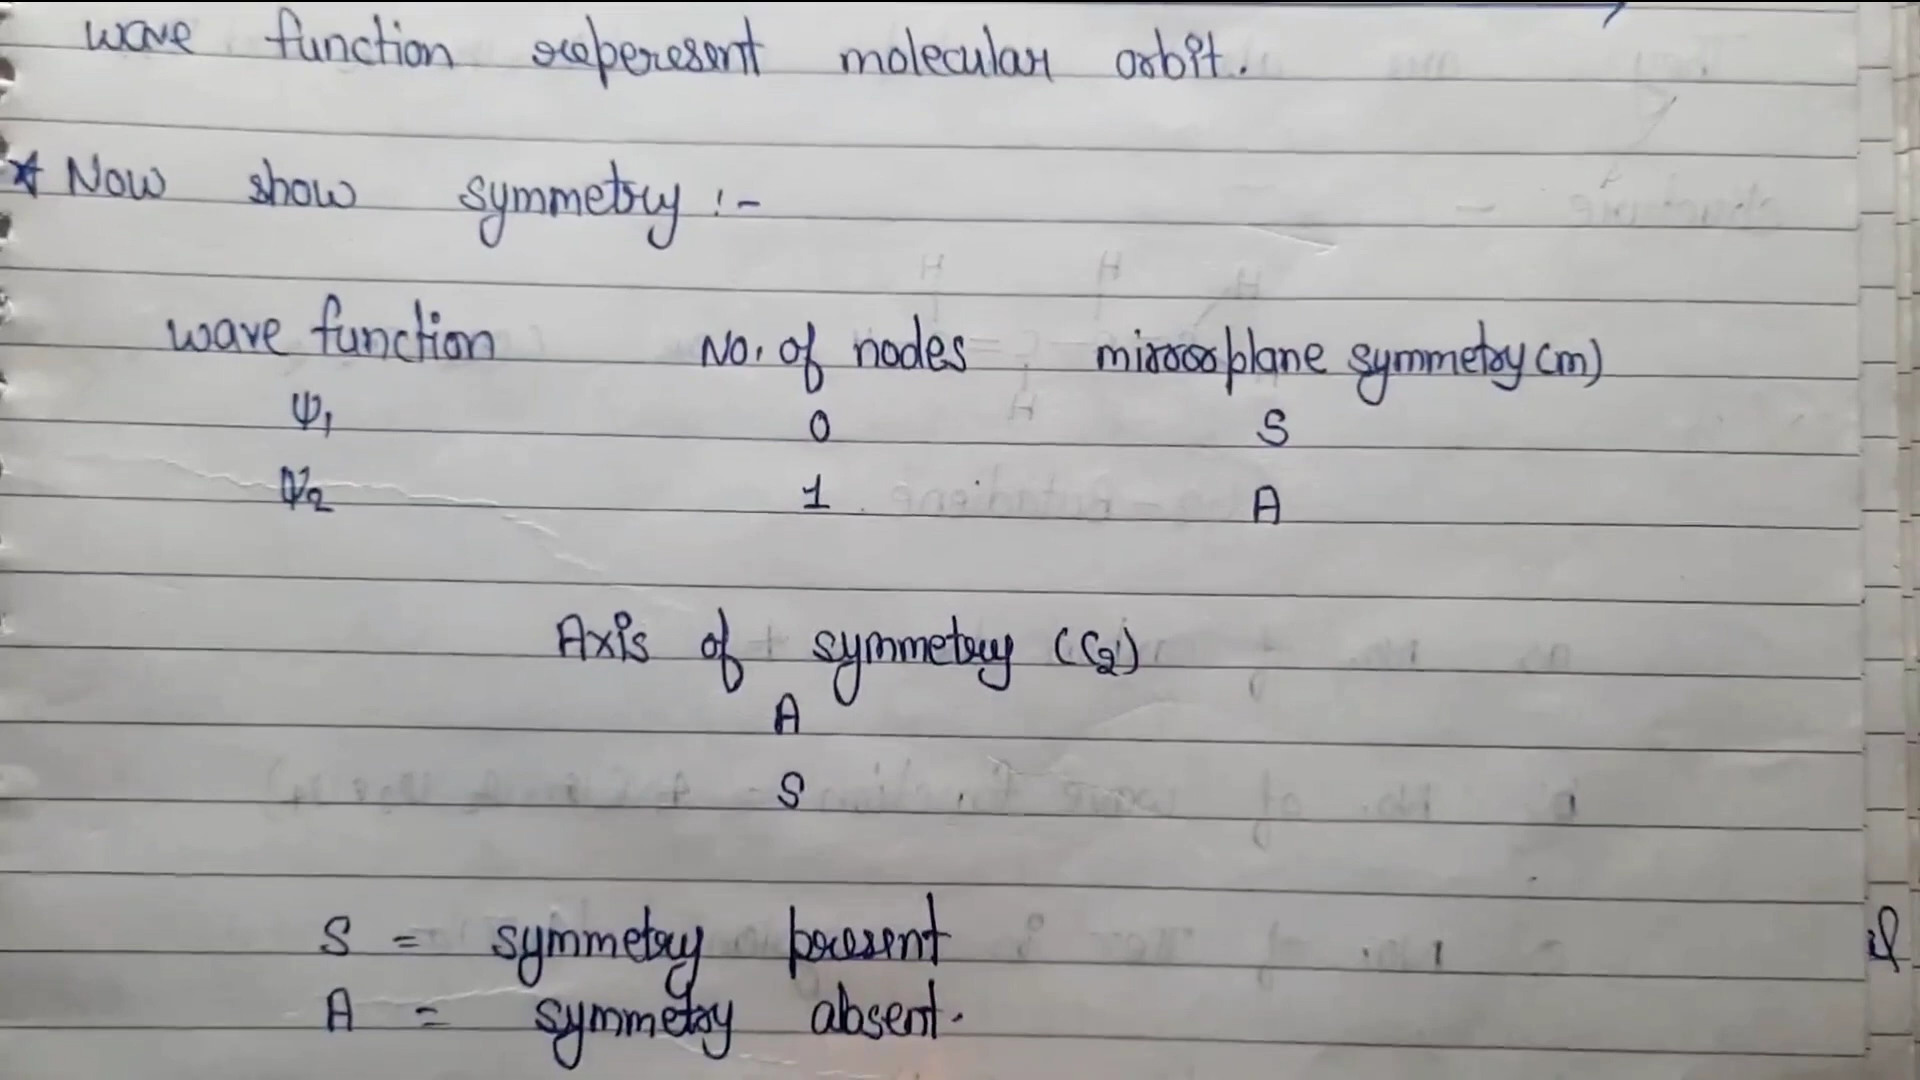 wave function represent molecular orbit.
* Now show symmetry :-
wave function No. of nodes mirror plane symmetry (m)
ψ1 0 S
ψ2 1 A
Axis of symmetry (C2)
A
S
S = symmetry present
A = symmetry absent.